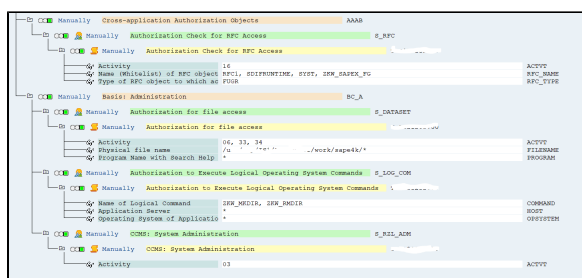 Manually Cross-application Authorization Objects AAAB
Manually Authorization Check for RFC Access S_RFC
Manually Authorization Check for RFC Access
Activity 16 ACTVT
Name (Whitelist) of RFC object RFC1, SDIFRUNTIME, SYST, ZKW_SAPEX_FG RFC_NAME
Type of RFC object to which ac FUGR RFC_TYPE
Manually Basis: Administration BC_A
Manually Authorization for file access S_DATASET
Manually Authorization for file access
Activity 06, 33, 34 ACTVT
Physical file name /work/sape4k/* FILENAME
Program Name with Search Help * PROGRAM
Manually Authorization to Execute Logical Operating System Commands S_LOG_COM
Manually Authorization to Execute Logical Operating System Commands
Name of Logical Command ZKW_MKDIR, ZKW_RMDIR COMMAND
Application Server * HOST
Operating System of Applicatio * OPSYSTEM
Manually CCMS: System Administration S_RZL_ADM
Manually CCMS: System Administration
Activity 03 ACTVT